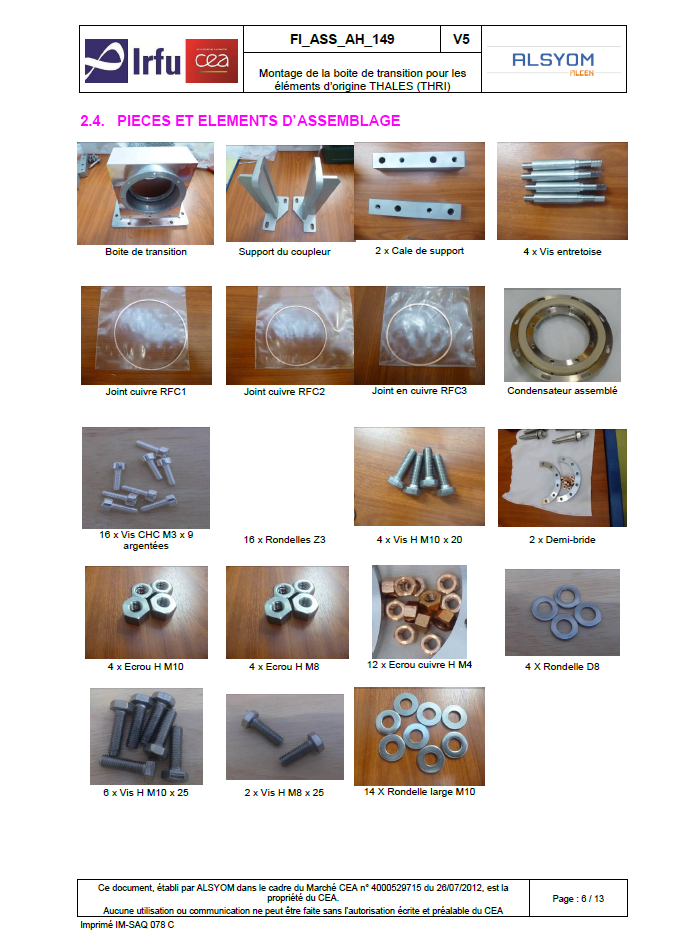 Irfu
cea
FI_ASS_AH_149
V5
Montage de la boite de transition pour les
éléments d'origine THALES (THRI)
ALSYOM
ALCEN
2.4. PIECES ET ELEMENTS D'ASSEMBLAGE
Boite de transition
Support du coupleur
2 x Cale de support
4 x Vis entretoise
Joint cuivre RFC1
Joint cuivre RFC2
Joint en cuivre RFC3
Condensateur assemblé
16 x Vis CHC M3 x 9
argentées
16 x Rondelles Z3
4 x Vis H M10 x 20
2 x Demi-bride
4 x Ecrou H M10
4 x Ecrou H M8
12 x Ecrou cuivre H M4
4 X Rondelle D8
6 x Vis H M10 x 25
2 x Vis H M8 x 25
14 X Rondelle large M10
Ce document, établi par ALSYOM dans le cadre du Marché CEA n° 4000529715 du 26/07/2012, est la
propriété du CEA.
Aucune utilisation ou communication ne peut être faite sans l'autorisation écrite et préalable du CEA
Page : 6 / 13
Imprimé IM-SAQ 078 C